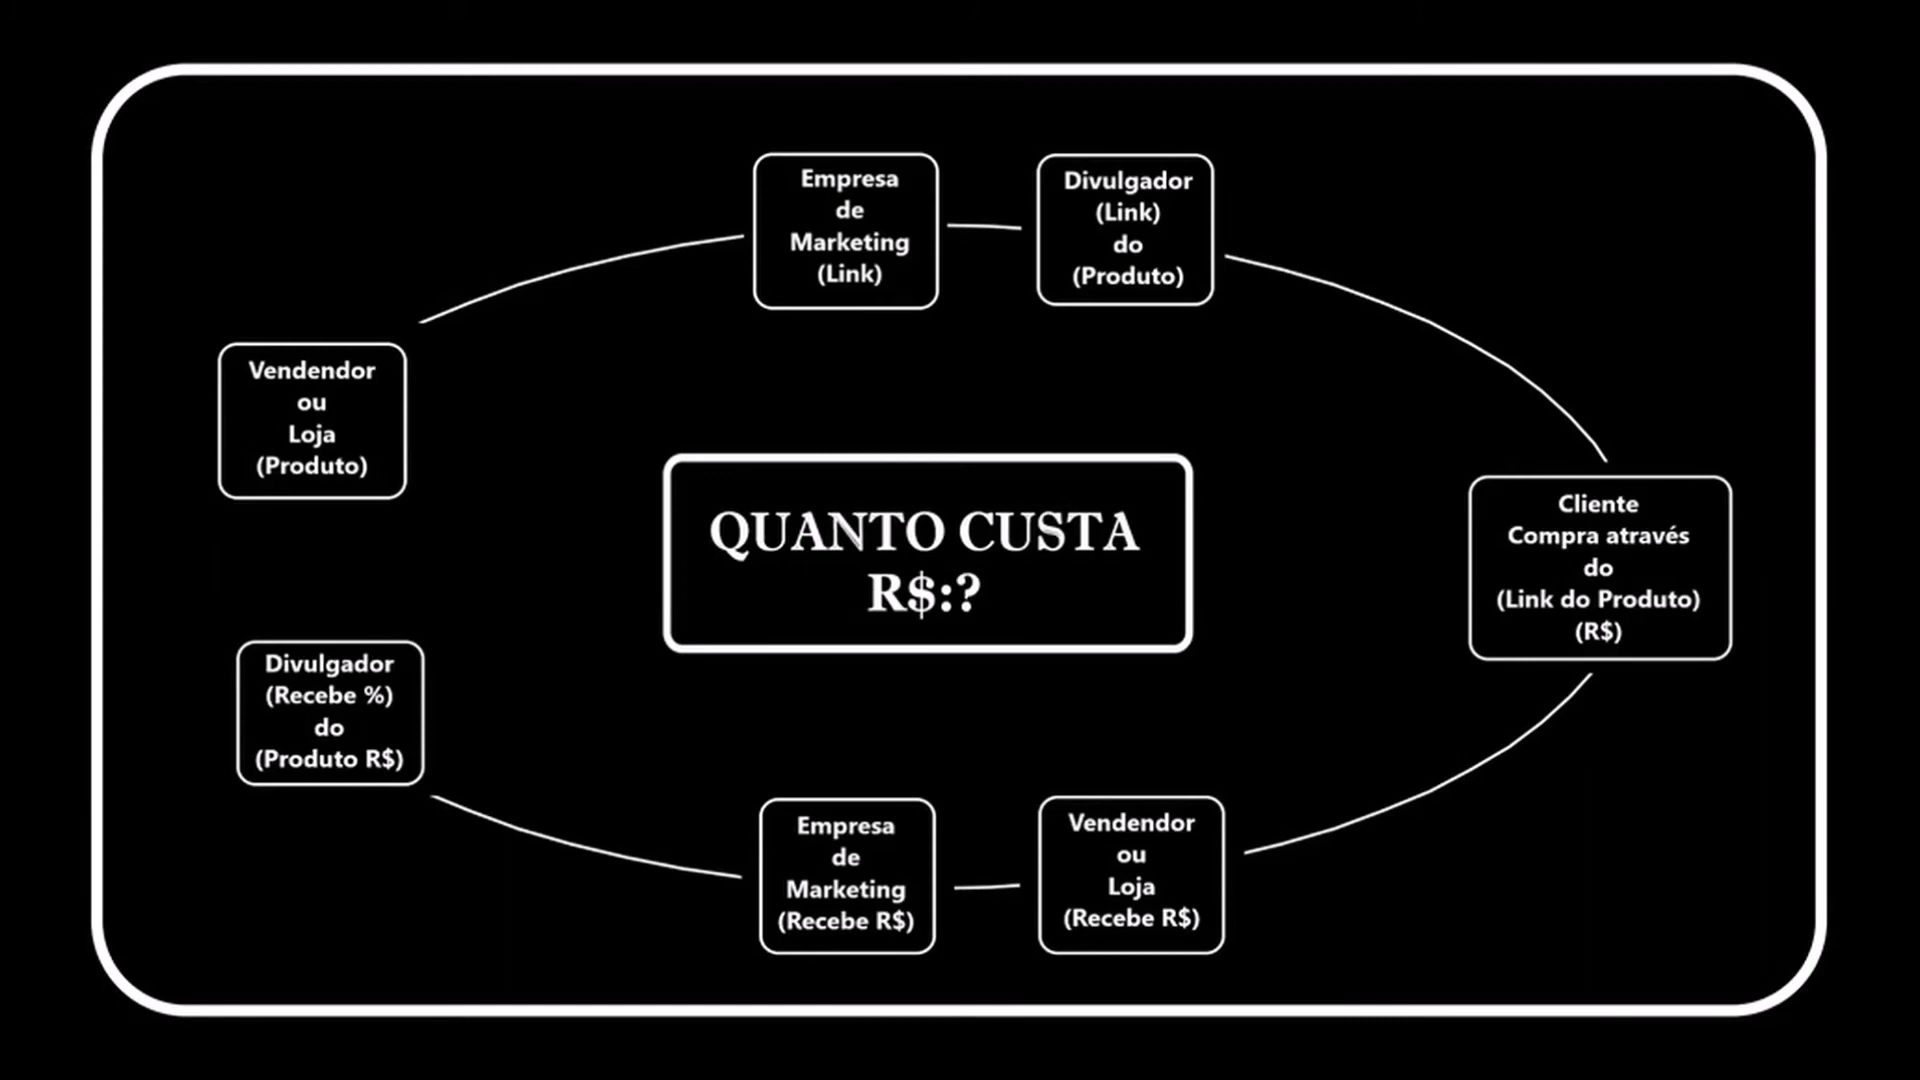 Empresa
de
Marketing
(Link)
Divulgador
(Link)
do
(Produto)
Vendendor
ou
Loja
(Produto)
QUANTO CUSTA
R$:?
Cliente
Compra através
do
(Link do Produto)
(R$)
Divulgador
(Recebe %)
do
(Produto R$)
Empresa
de
Marketing
(Recebe R$)
Vendendor
ou
Loja
(Recebe R$)